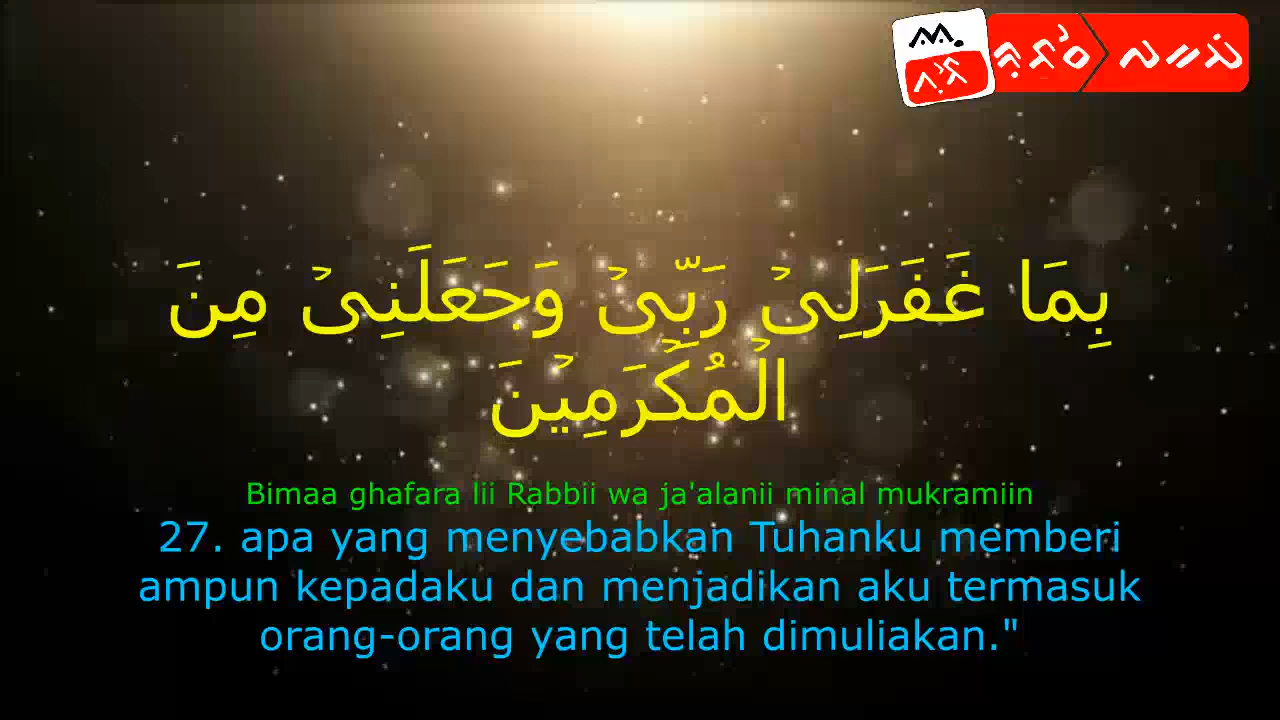 بِمَا غَفَرَلِىۡ رَبِّىۡ وَجَعَلَنِىۡ مِنَ
الۡمُكۡرَمِيۡنَ
Bimaa ghafara lii Rabbii wa ja'alanii minal mukramiin
27. apa yang menyebabkan Tuhanku memberi
ampun kepadaku dan menjadikan aku termasuk
orang-orang yang telah dimuliakan."